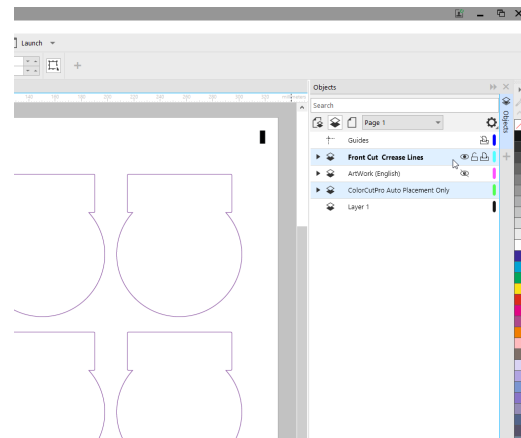 Launch
Objects
Search
Page 1
Guides
Front Cut Crease Lines
ArtWork (English)
ColorCutPro Auto Placement Only
Layer 1
Objects